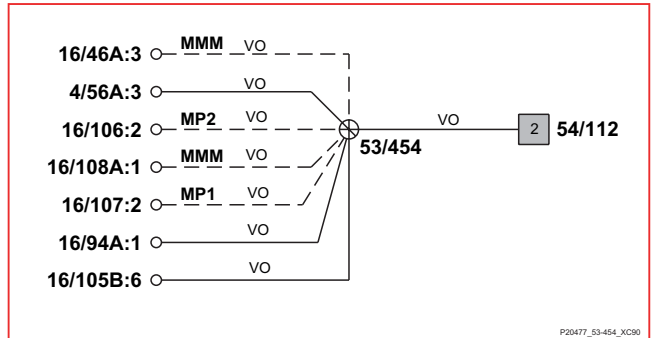 16/46A:3 MMM VO
4/56A:3 VO
16/106:2 MP2 VO
VO 2 54/112
53/454
16/108A:1 MMM VO
16/107:2 MP1 VO
16/94A:1 VO
16/105B:6 VO
P20477_53-454_XC90